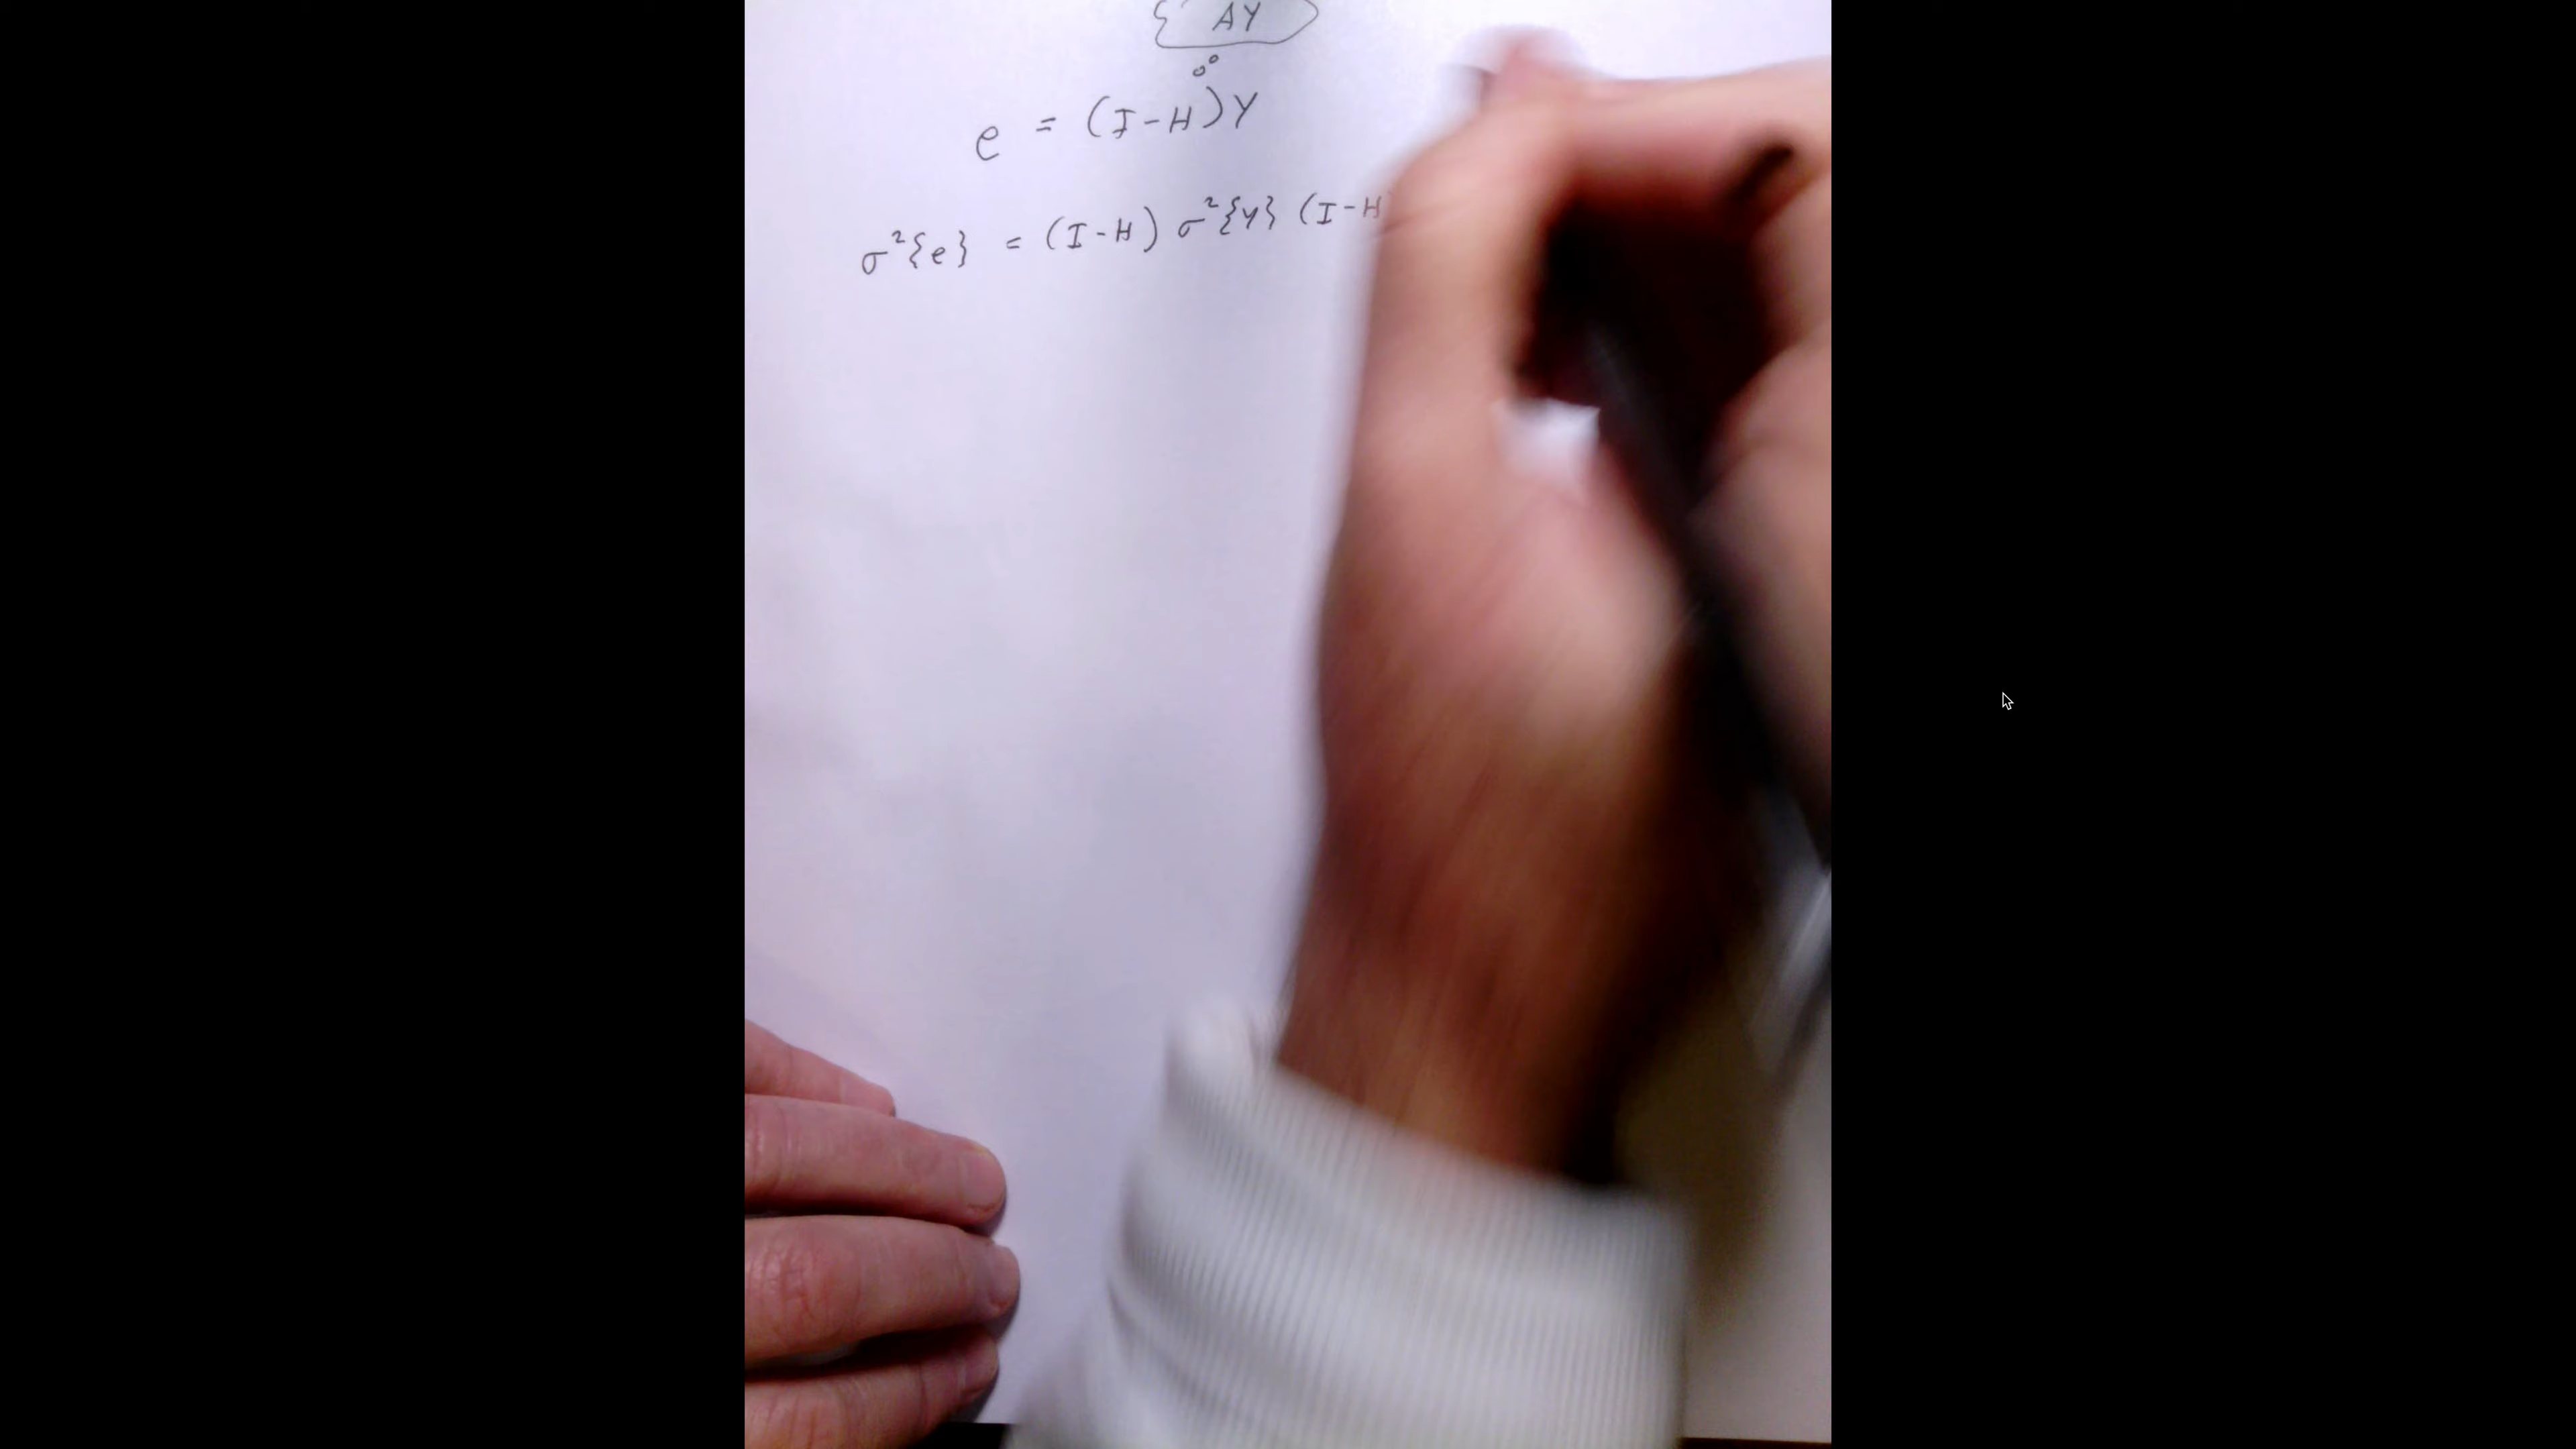 { AY
e = (I-H)Y
σ²{e} = (I-H) σ²{Y} (I-H